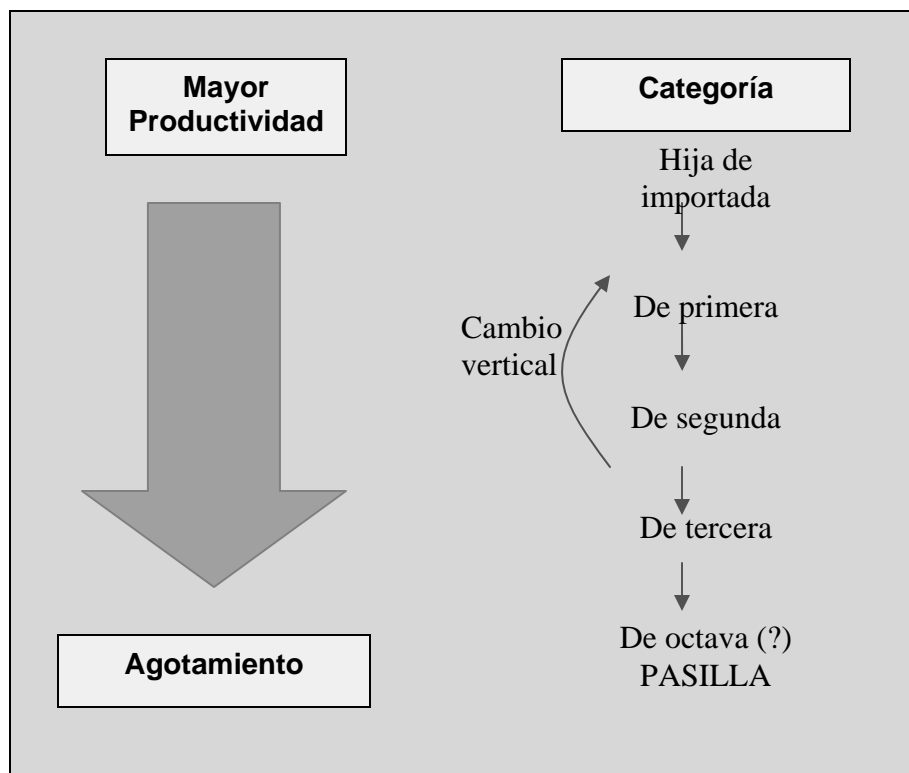 Mayor
Productividad
Categoría
Hija de
importada
De primera
Cambio
vertical
De segunda
De tercera
De octava (?)
PASILLA
Agotamiento